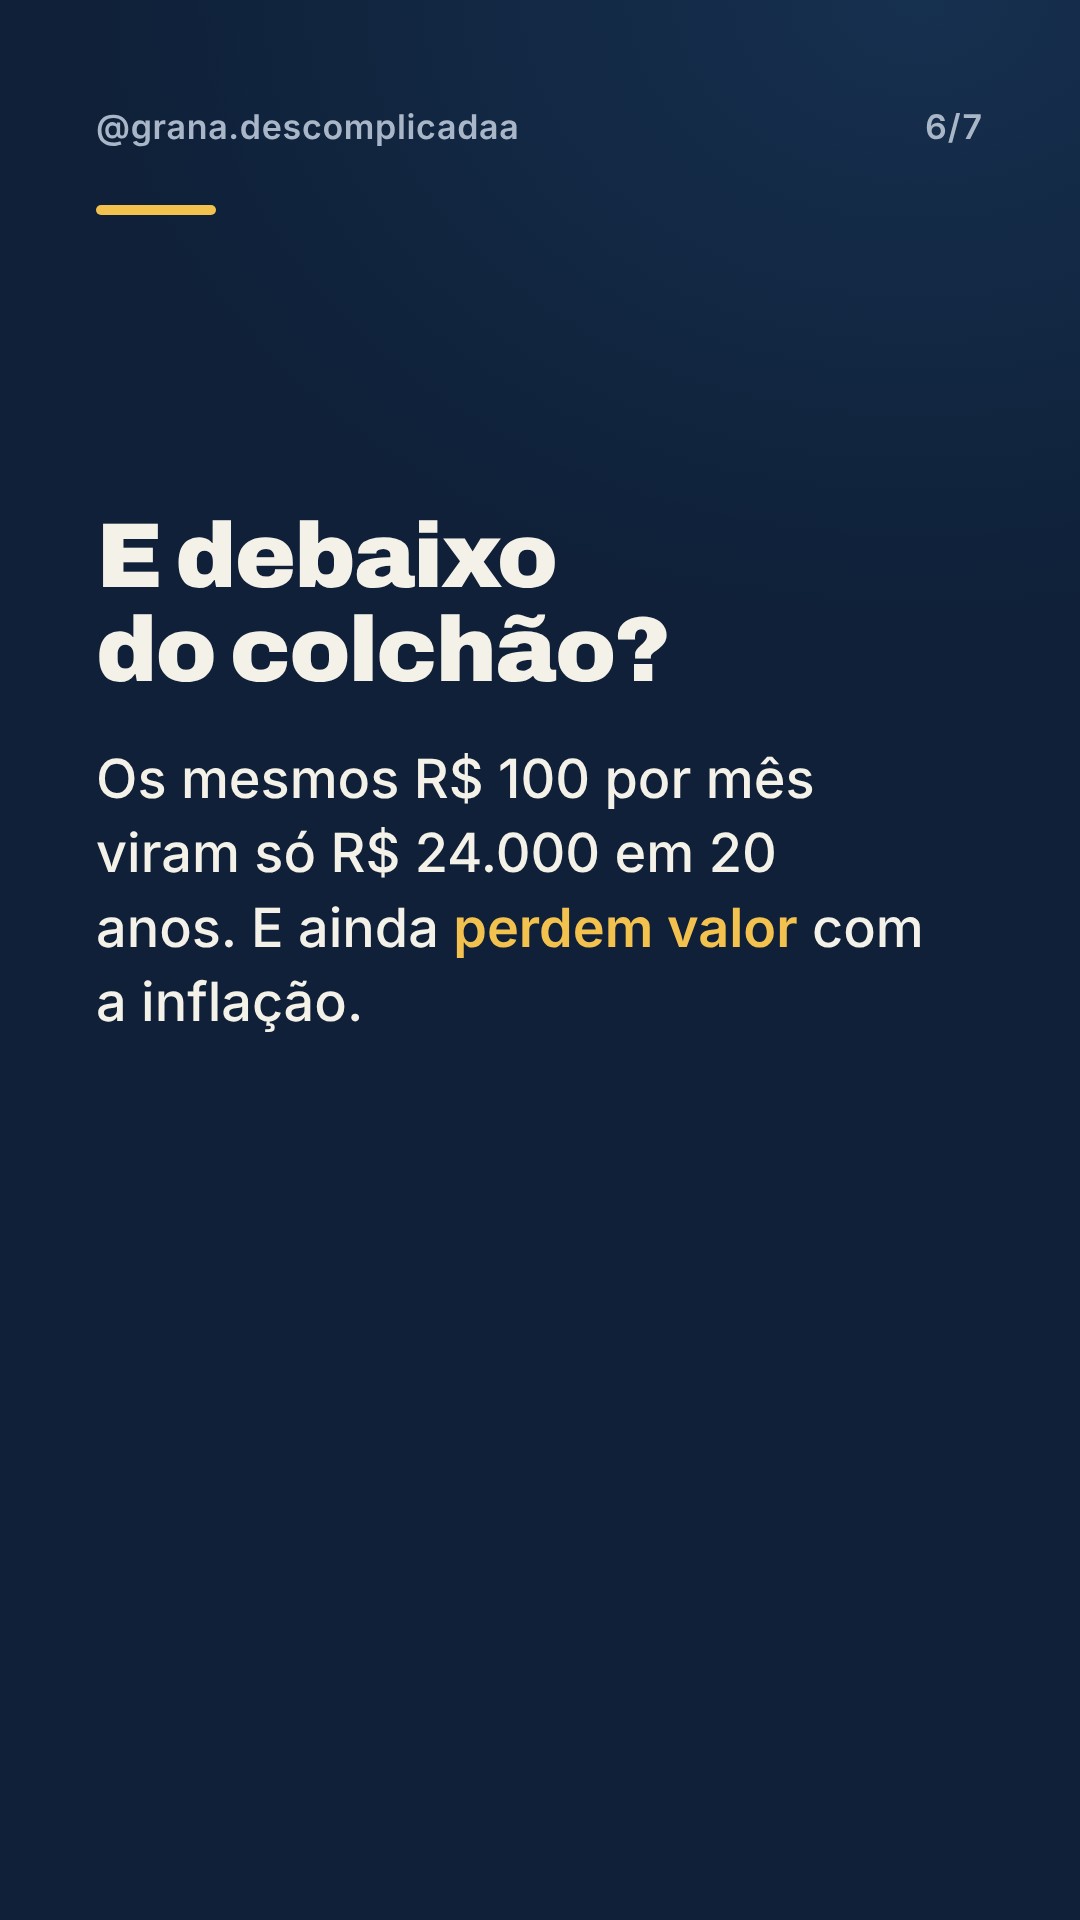 @grana.descomplicadaa
6/7
E debaixo
do colchão?
Os mesmos R$ 100 por mês
viram só R$ 24.000 em 20
anos. E ainda perdem valor com
a inflação.